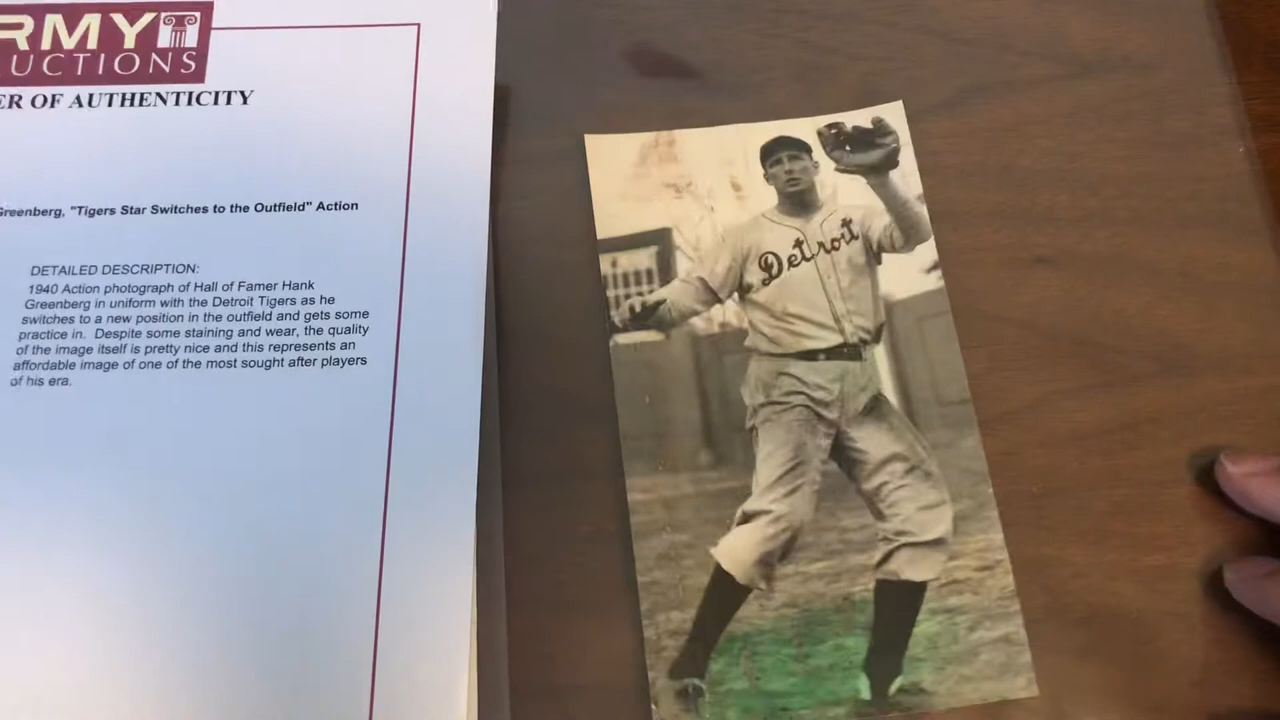 RMY
UCTIONS
ER OF AUTHENTICITY
Greenberg, "Tigers Star Switches to the Outfield" Action
DETAILED DESCRIPTION:
1940 Action photograph of Hall of Famer Hank
Greenberg in uniform with the Detroit Tigers as he
switches to a new position in the outfield and gets some
practice in. Despite some staining and wear, the quality
of the image itself is pretty nice and this represents an
affordable image of one of the most sought after players
of his era.
Detroit